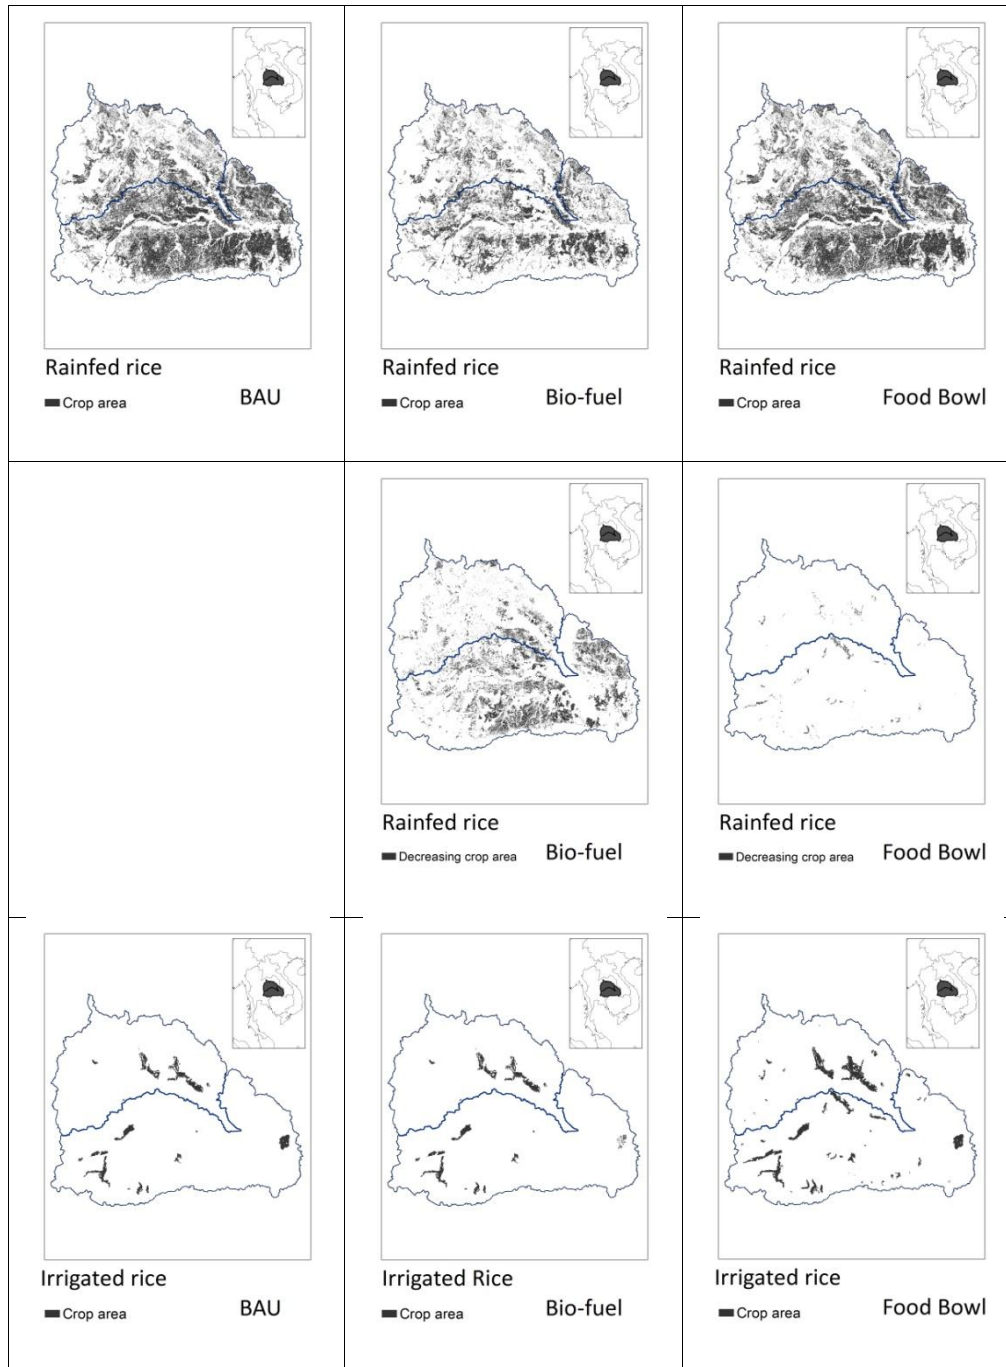 Rainfed rice
Crop area
BAU
Rainfed rice
Crop area
Bio-fuel
Rainfed rice
Crop area
Food Bowl
Rainfed rice
Decreasing crop area
Bio-fuel
Rainfed rice
Decreasing crop area
Food Bowl
Irrigated rice
Crop area
BAU
Irrigated Rice
Crop area
Bio-fuel
Irrigated rice
Crop area
Food Bowl